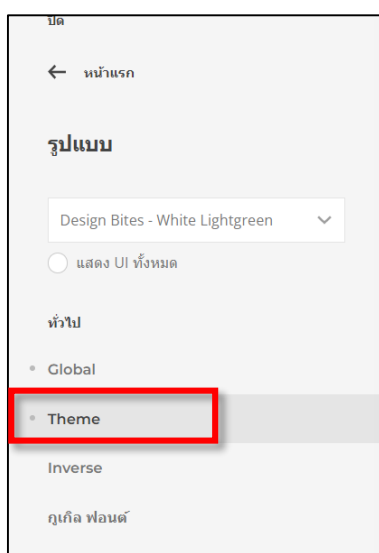 ปิด
← หน้าแรก
รูปแบบ
Design Bites - White Lightgreen
แสดง UI ทั้งหมด
ทั่วไป
Global
Theme
Inverse
กูเกิล ฟอนต์